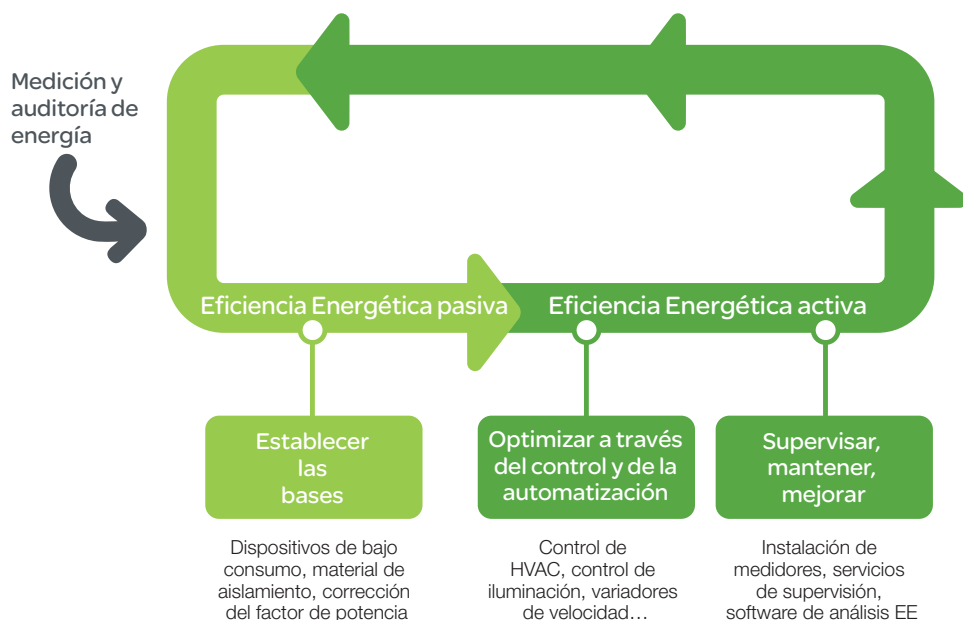 Medición y
auditoría de
energía
Eficiencia Energética pasiva
Eficiencia Energética activa
Establecer
las
bases
Optimizar a través
del control y de la
automatización
Supervisar,
mantener,
mejorar
Dispositivos de bajo
consumo, material de
aislamiento, corrección
del factor de potencia
Control de
HVAC, control de
iluminación, variadores
de velocidad…
Instalación de
medidores, servicios
de supervisión,
software de análisis EE